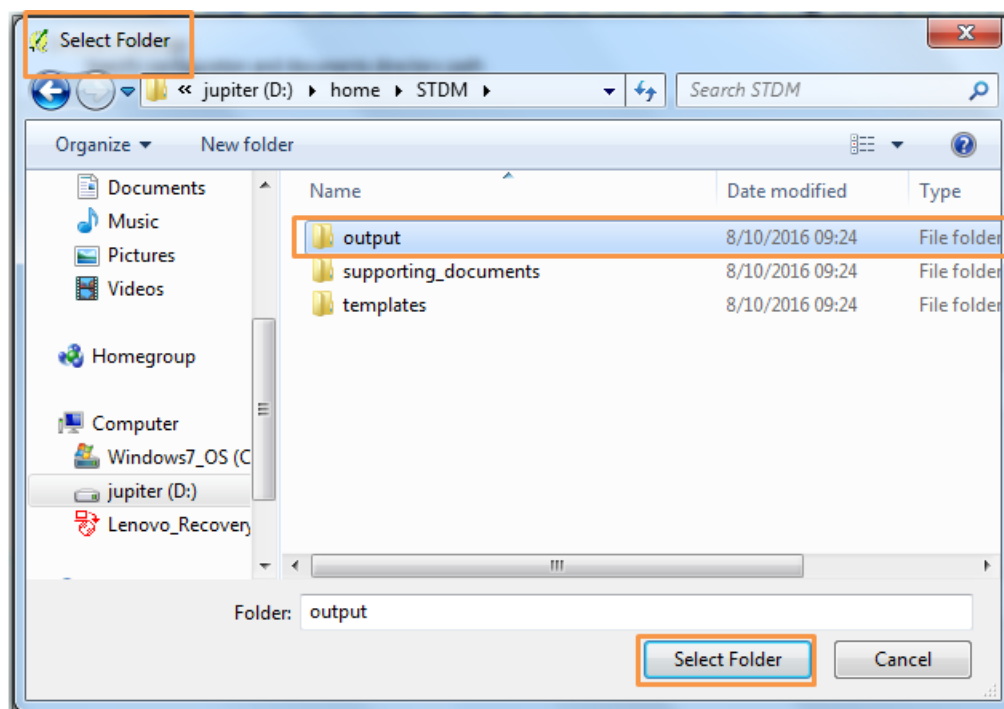 Select Folder
« jupiter (D:) home STDM
Search STDM
Organize New folder
Documents
Music
Pictures
Videos
Homegroup
Computer
Windows7_OS (C
jupiter (D:)
Lenovo_Recovery
Name Date modified Type
output 8/10/2016 09:24 File folder
supporting_documents 8/10/2016 09:24 File folder
templates 8/10/2016 09:24 File folder
Folder: output
Select Folder Cancel